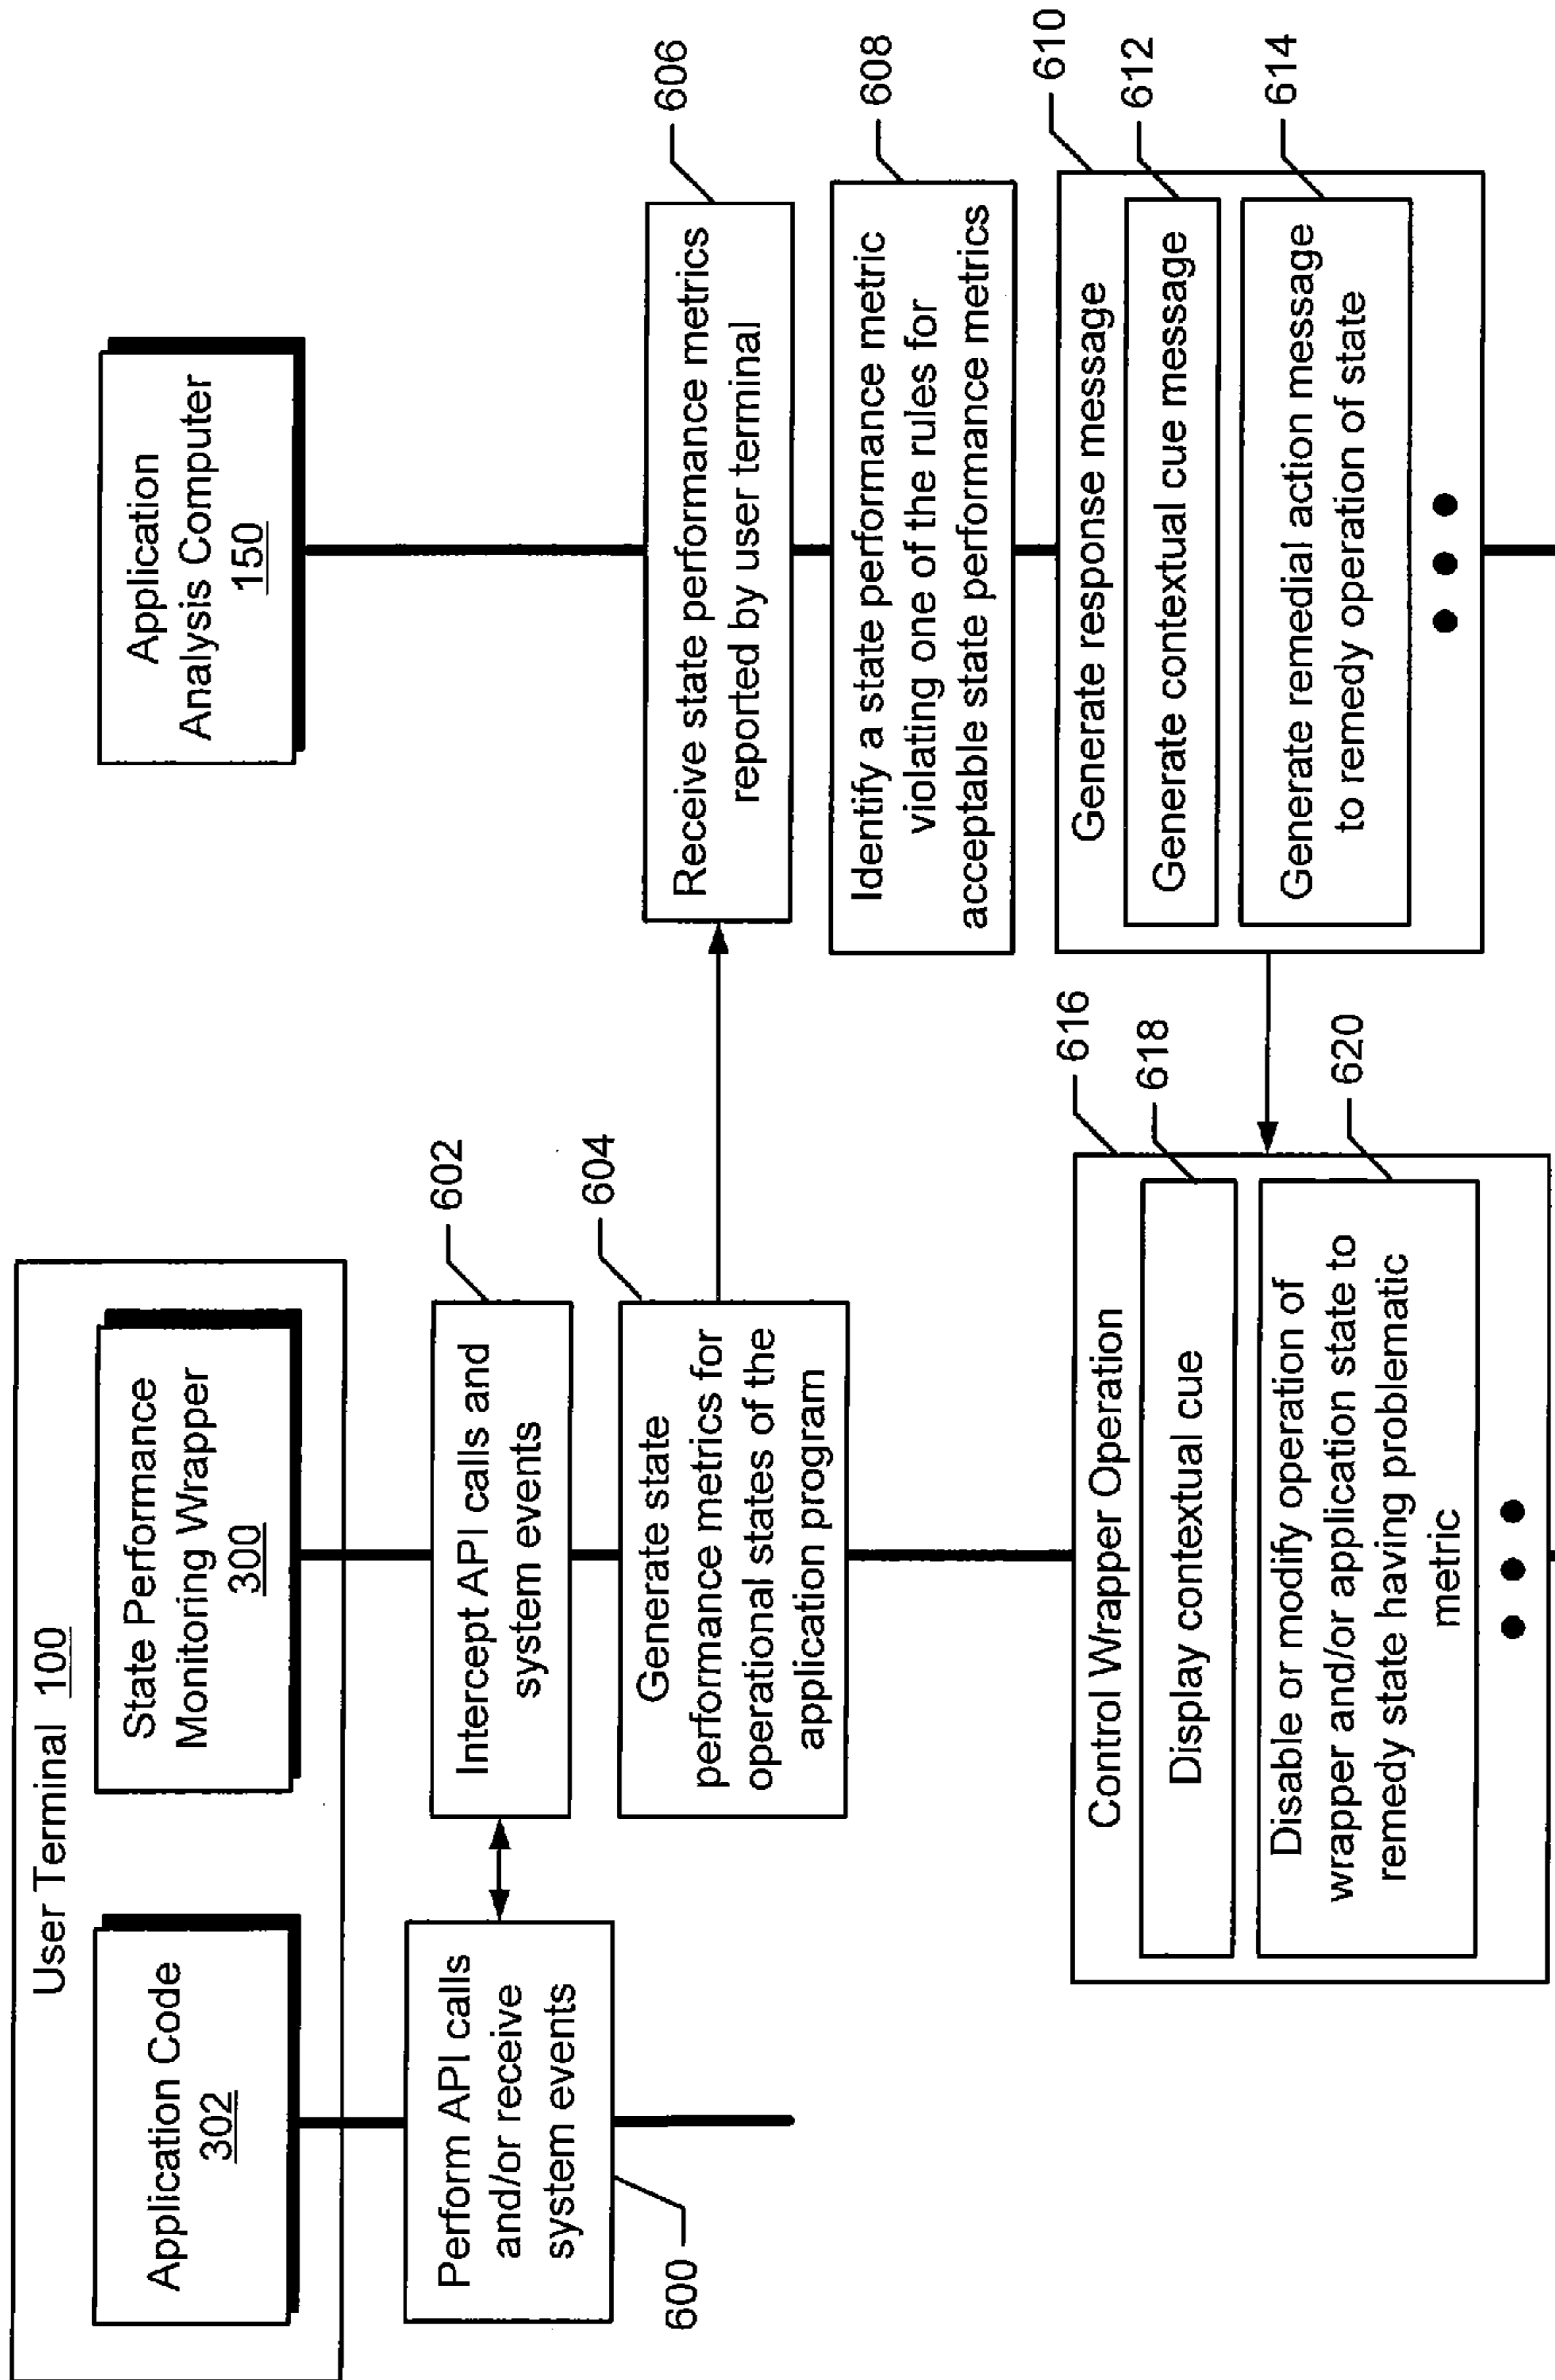 User Terminal 100
Application Code
302
State Performance
Monitoring Wrapper
300
Application
Analysis Computer
150
Perform API calls
and/or receive
system events
600
Intercept API calls and
system events
602
Generate state
performance metrics for
operational states of the
application program
604
Receive state performance metrics
reported by user terminal
606
Identify a state performance metric
violating one of the rules for
acceptable state performance metrics
608
Generate response message
610
Generate contextual cue message
612
Generate remedial action message
to remedy operation of state
614
Control Wrapper Operation
616
Display contextual cue
618
Disable or modify operation of
wrapper and/or application state to
remedy state having problematic
metric
620